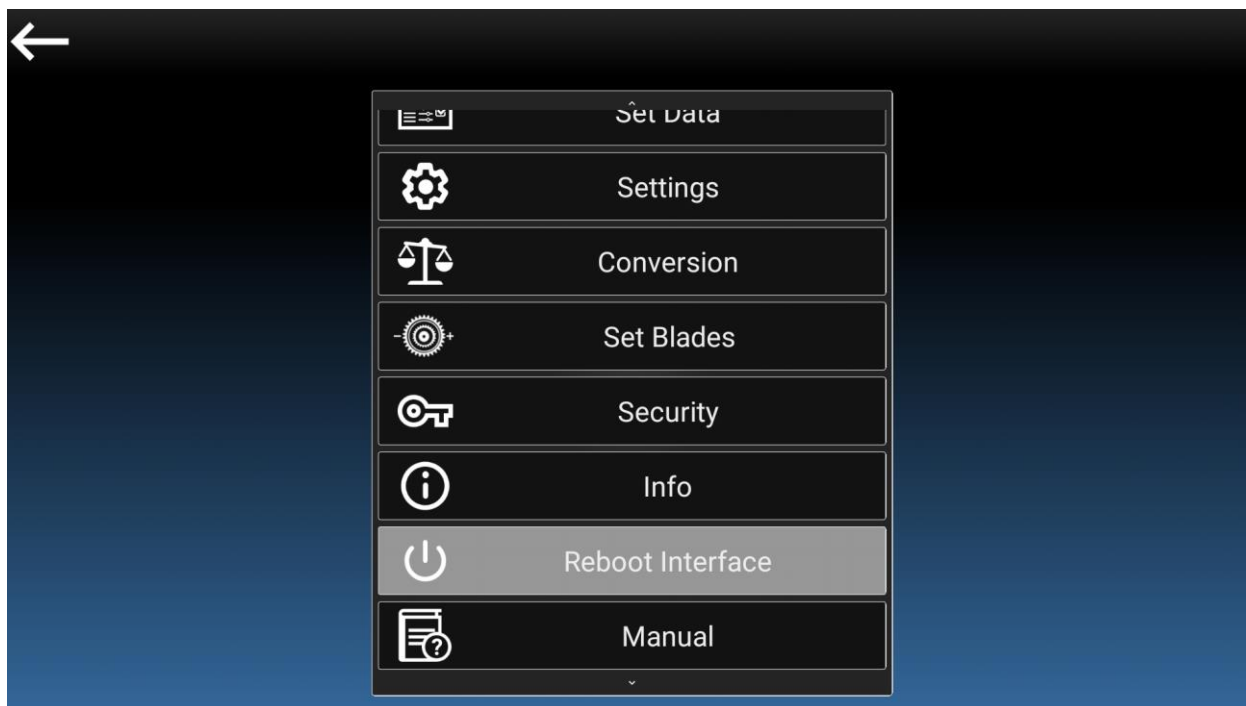 Set Data
Settings
Conversion
Set Blades
Security
Info
Reboot Interface
Manual